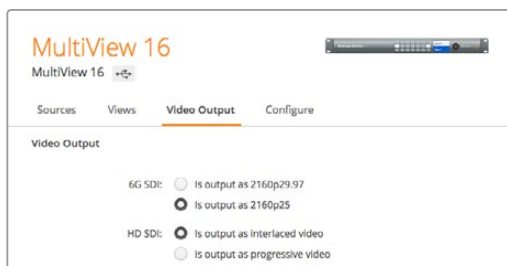 MultiView 16
MultiView 16
Sources Views Video Output Configure
Video Output
6G SDI: Is output as 2160p29.97
Is output as 2160p25
HD SDI: Is output as interlaced video
Is output as progressive video